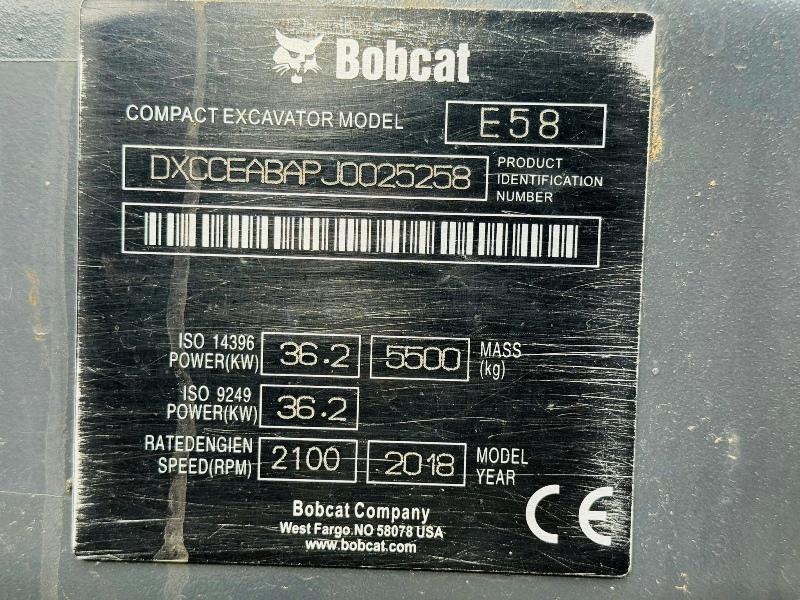 Bobcat
COMPACT EXCAVATOR MODEL E58
DXCCEABAPJ0025258 PRODUCT IDENTIFICATION NUMBER
ISO 14396 POWER(KW) 36.2 5500 MASS (kg)
ISO 9249 POWER(KW) 36.2
RATEDENGIEN SPEED(RPM) 2100 2018 MODEL YEAR
Bobcat Company
West Fargo.NO 58078 USA
www.bobcat.com
CE